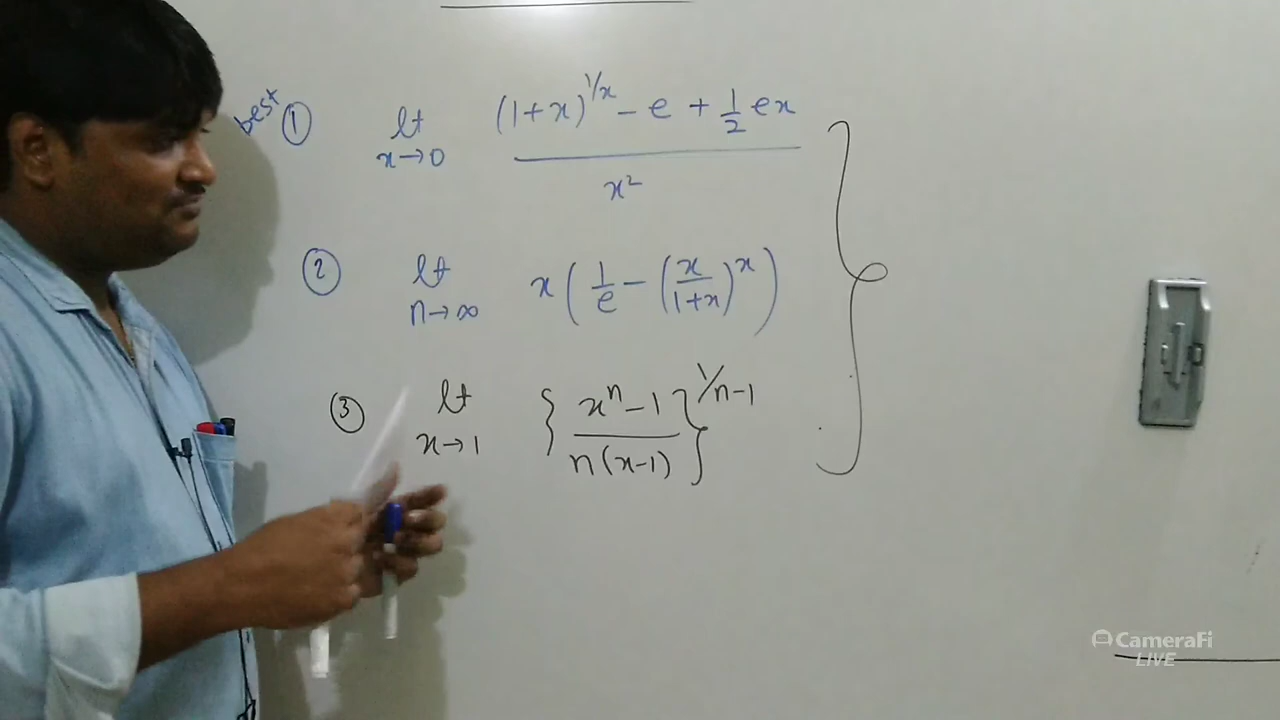 best ① lt x→0 (1+x)^{1/x} - e + 1/2 ex / x²
② lt n→∞ x(1/e - (x/1+x)^x)
③ lt x→1 {x^n - 1 / n(x-1)}^{1/n-1}
CameraFi
LIVE